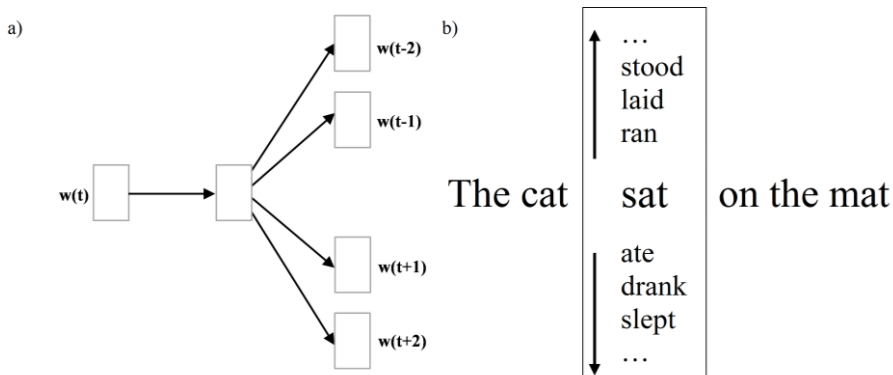 a)
w(t-2)
w(t-1)
w(t)
w(t+1)
w(t+2)
b)
…
stood
laid
ran
The cat sat on the mat
ate
drank
slept
…